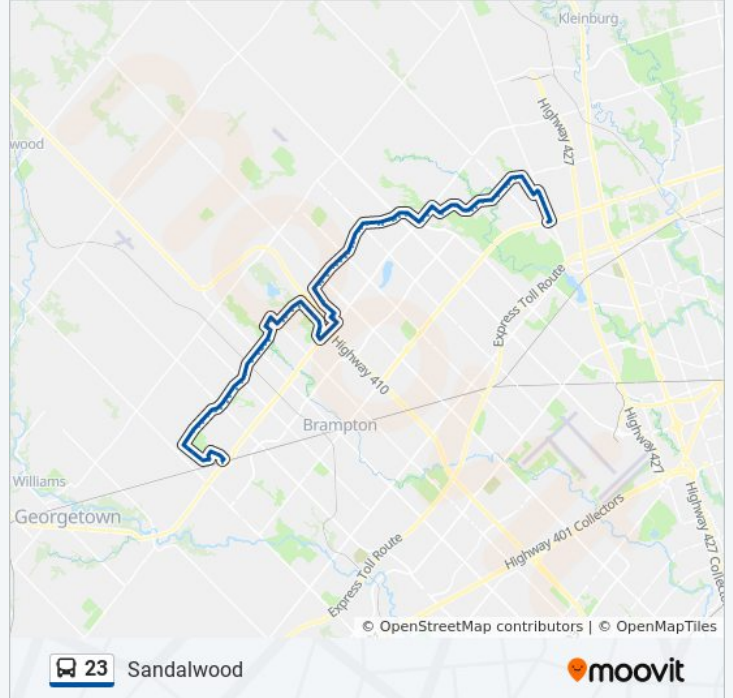 Kleinburg
Highway 427
wood
Express Toll Route
Highway 410
Brampton
Highway 427
Williams
Georgetown
Highway 401 Collectors
Highway 427 Collecto
Express Toll Route
© OpenStreetMap contributors | © OpenMapTiles
23 Sandalwood
moovit